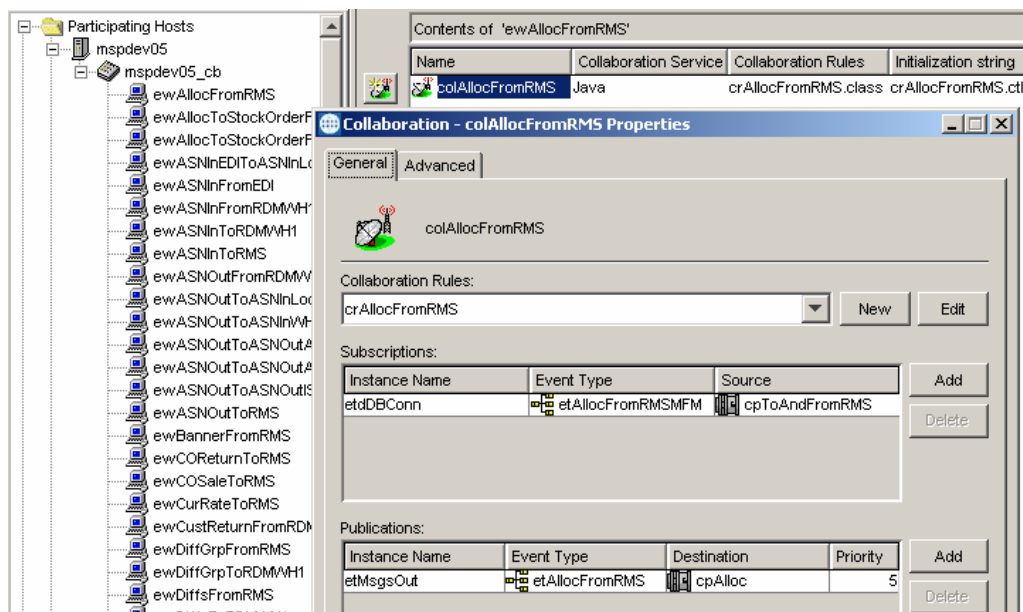 Participating Hosts
mspdev05
mspdev05_cb
ewAllocFromRMS
ewAllocToStockOrderF
ewAllocToStockOrderF
ewASNInEDIToASNInLo
ewASNInFromEDI
ewASNInFromRDMWH1
ewASNInToRDMWH1
ewASNInToRMS
ewASNOutFromRDMW
ewASNOutToASNInLoc
ewASNOutToASNInWH
ewASNOutToASNOutA
ewASNOutToASNOutA
ewASNOutToASNOutIS
ewASNOutToRMS
ewBannerFromRMS
ewCOReturnToRMS
ewCOSaleToRMS
ewCurRateToRMS
ewCustReturnFromRDM
ewDiffGrpFromRMS
ewDiffGrpToRDMWH1
ewDiffsFromRMS
Contents of 'ewAllocFromRMS'
Name Collaboration Service Collaboration Rules Initialization string
colAllocFromRMS Java crAllocFromRMS.class crAllocFromRMS.ctl
Collaboration - colAllocFromRMS Properties
General Advanced
colAllocFromRMS
Collaboration Rules:
crAllocFromRMS New Edit
Subscriptions:
Instance Name Event Type Source Add
etdDBConn etAllocFromRMSMFM cpToAndFromRMS
Delete
Publications:
Instance Name Event Type Destination Priority Add
etMsgsOut etAllocFromRMS cpAlloc 5
Delete